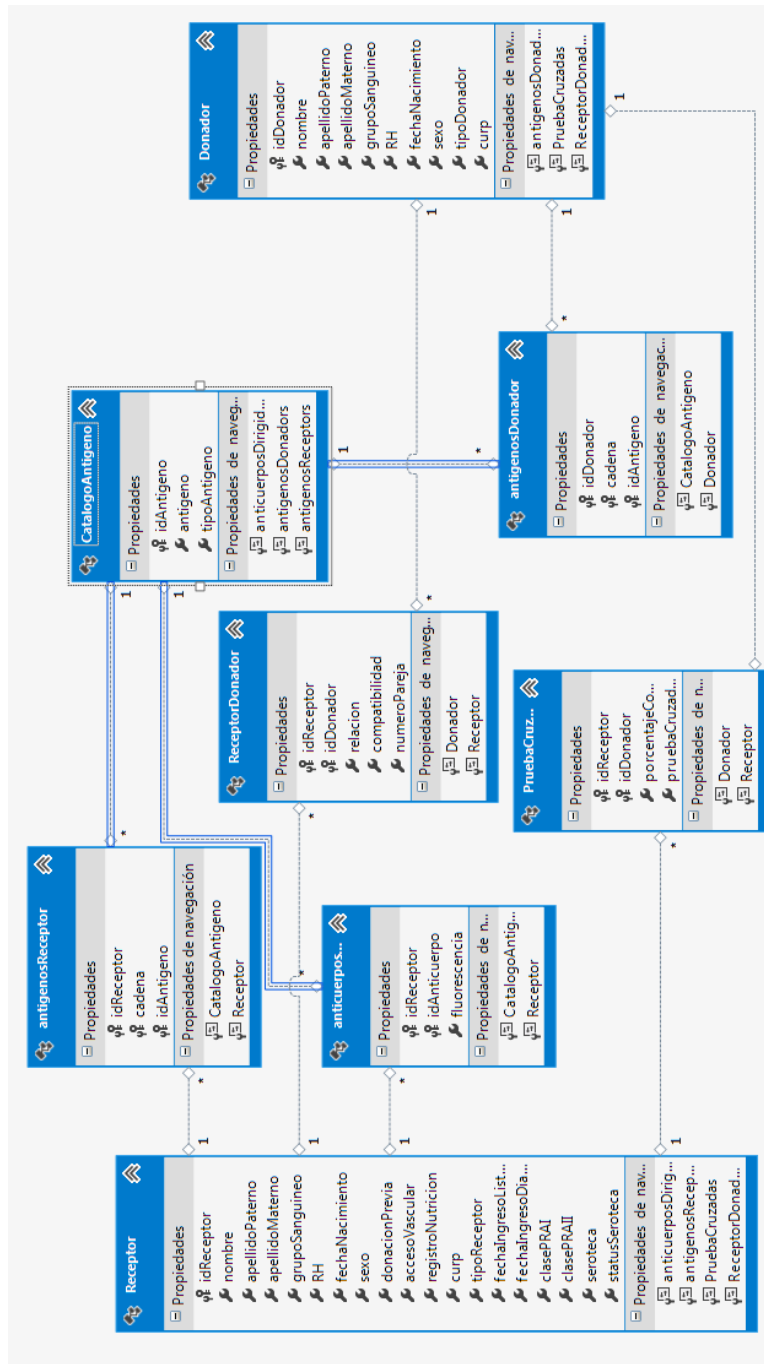 Receptor
Propiedades
idReceptor
nombre
apellidoPaterno
apellidoMaterno
grupoSanguineo
RH
fechaNacimiento
sexo
donacionPrevia
accesoVascular
registroNutricion
curp
tipoReceptor
fechaIngresoList...
fechaIngresoDia...
clasePRAI
clasePRAII
seroteca
statusSeroteca
Propiedades de nav...
anticuerposDirig...
antigenosRecep...
PruebaCruzadas
ReceptorDonad...
1
1
1
1
*
*
*
*
antigenosReceptor
Propiedades
idReceptor
cadena
idAntigeno
Propiedades de navegación
CatalogoAntigeno
Receptor
*
anticuerpos...
Propiedades
idReceptor
idAnticuerpo
fluorescencia
Propiedades de n...
CatalogoAntig...
Receptor
*
ReceptorDonador
Propiedades
idReceptor
idDonador
relacion
compatibilidad
numeroPareja
Propiedades de naveg...
Donador
Receptor
*
PruebaCruz...
Propiedades
idReceptor
idDonador
porcentajeCo...
pruebaCruzad...
Propiedades de n...
Donador
Receptor
CatalogoAntigeno
Propiedades
idAntigeno
antigeno
tipoAntigeno
Propiedades de naveg...
anticuerposDirigid...
antigenosDonadors
antigenosReceptors
1
1
1
*
antigenosDonador
Propiedades
idDonador
cadena
idAntigeno
Propiedades de navegac...
CatalogoAntigeno
Donador
*
1
1
1
Donador
Propiedades
idDonador
nombre
apellidoPaterno
apellidoMaterno
grupoSanguineo
RH
fechaNacimiento
sexo
tipoDonador
curp
Propiedades de nav...
antigenosDonad...
PruebaCruzadas
ReceptorDonad...